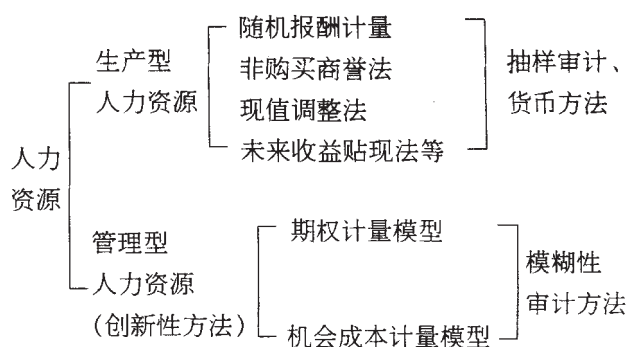 随机报酬计量
生产型
人力资源
非购买商誉法
现值调整法
未来收益贴现法等
抽样审计、
货币方法
人力
资源
管理型
人力资源
(创新性方法)
期权计量模型
机会成本计量模型
模糊性
审计方法